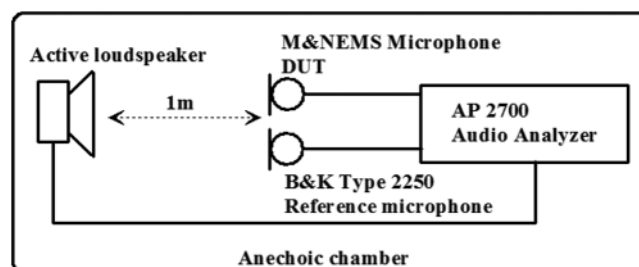 Active loudspeaker
M&NEMS Microphone
DUT
1m
AP 2700
Audio Analyzer
B&K Type 2250
Reference microphone
Anechoic chamber